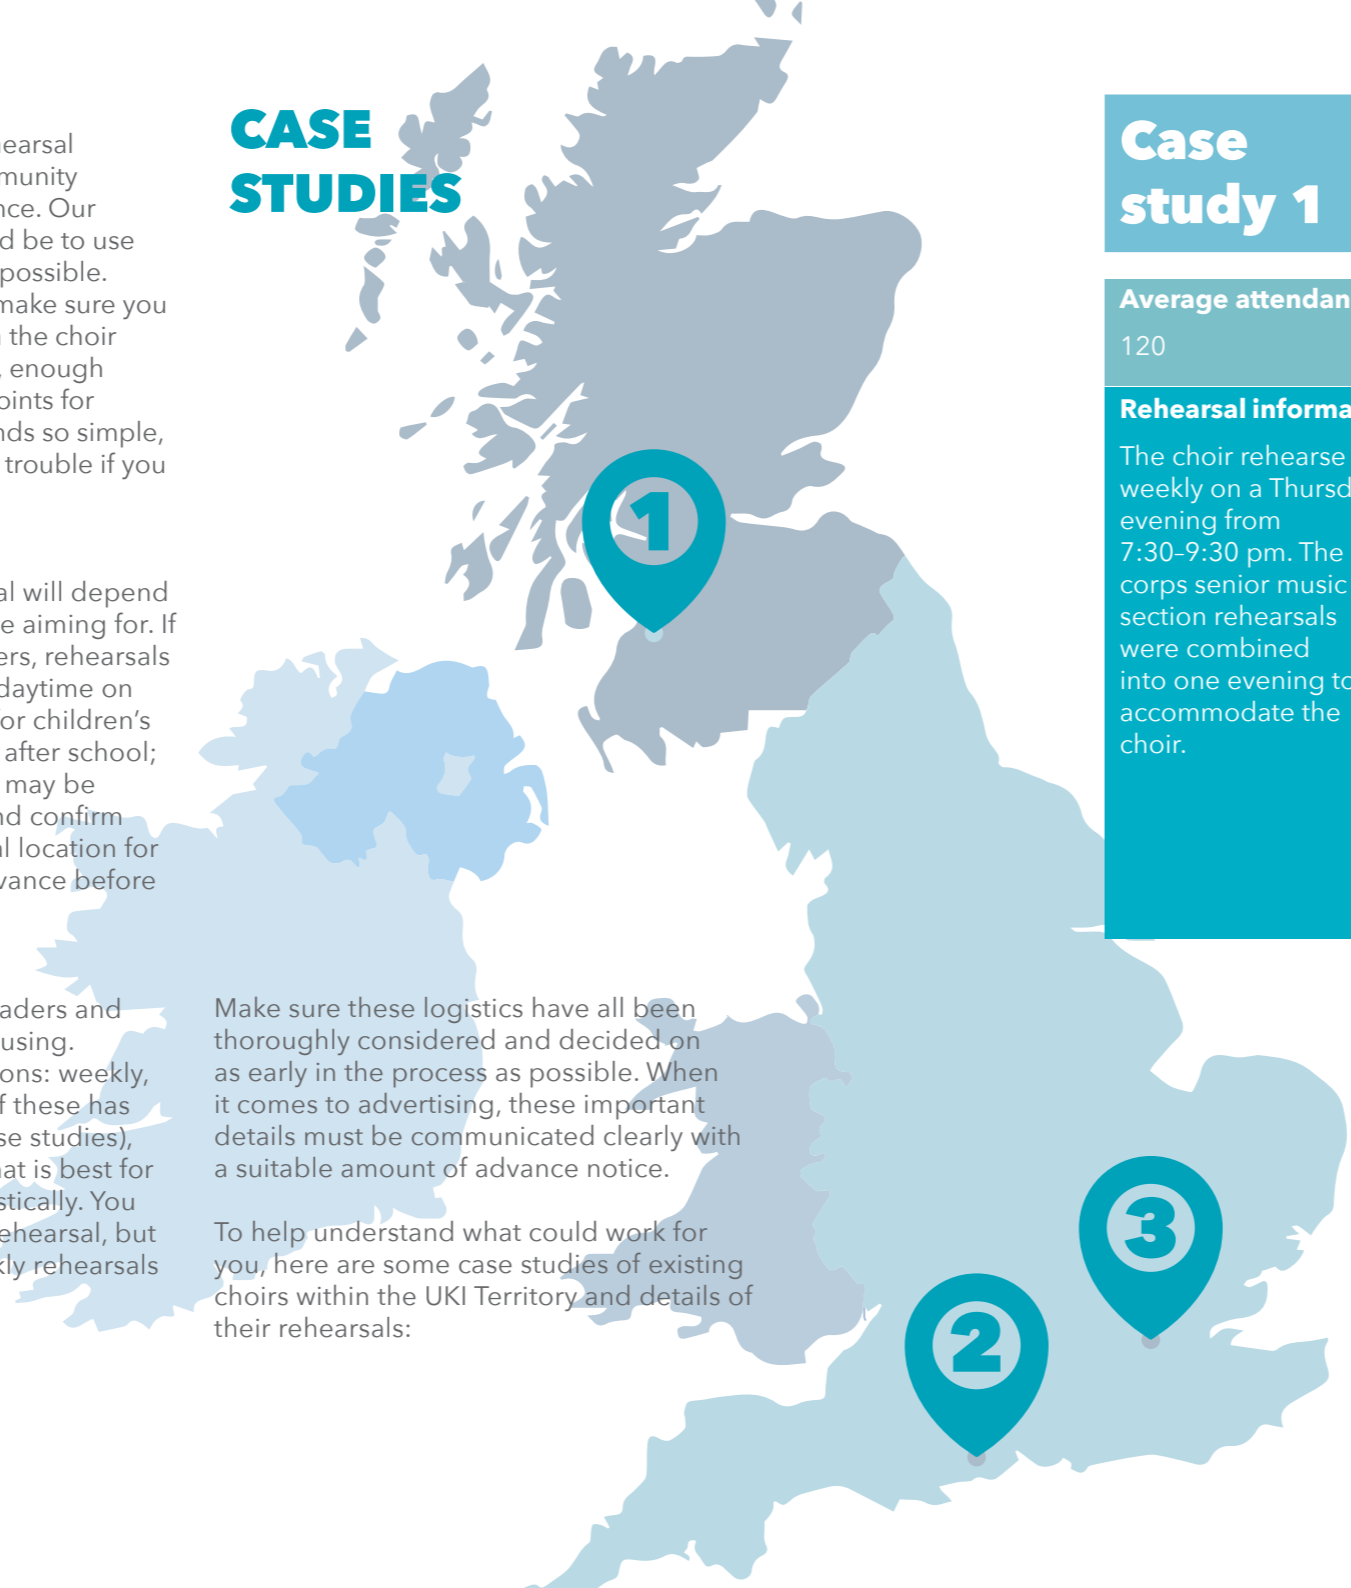 earsal
munity
nce. Our
d be to use
possible.
make sure you
the choir
, enough
oints for
nds so simple,
trouble if you
al will depend
e aiming for. If
ers, rehearsals
daytime on
for children’s
after school;
may be
nd confirm
al location for
vance before
aders and
using.
ons: weekly,
f these has
se studies),
hat is best for
stically. You
ehearsal, but
kly rehearsals
CASE
STUDIES
1
2
3
Make sure these logistics have all been
thoroughly considered and decided on
as early in the process as possible. When
it comes to advertising, these important
details must be communicated clearly with
a suitable amount of advance notice.
To help understand what could work for
you, here are some case studies of existing
choirs within the UKI Territory and details of
their rehearsals:
Case
study 1
Average attendan
120
Rehearsal informa
The choir rehearse
weekly on a Thursd
evening from
7:30–9:30 pm. The
corps senior music
section rehearsals
were combined
into one evening to
accommodate the
choir.